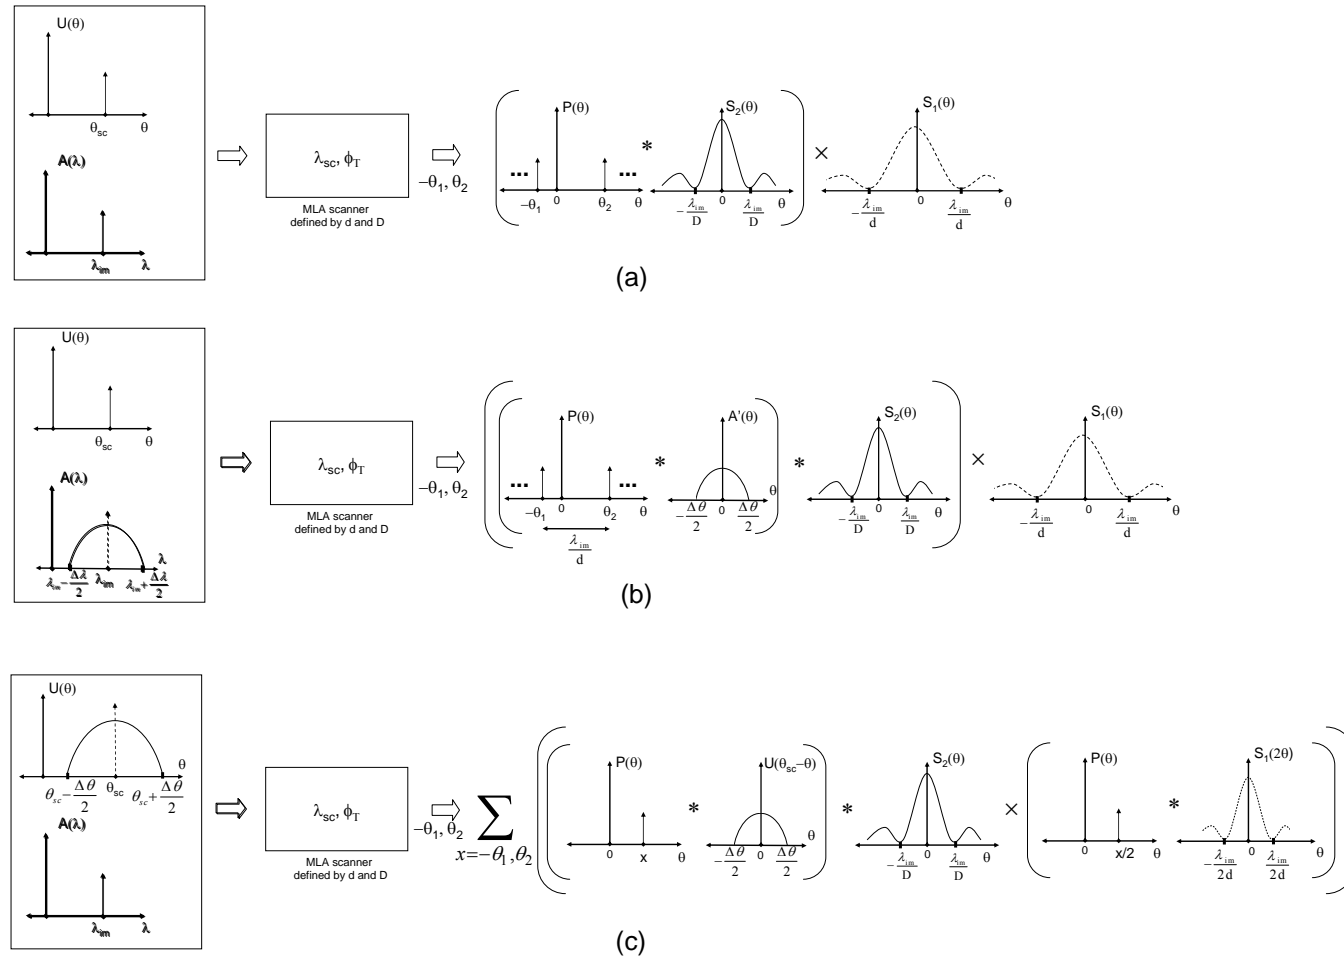 U(θ)
θsc θ
A(λ)
λim λ
λsc, ϕT
MLA scanner
defined by d and D
−θ1, θ2
P(θ) * S2(θ) × S1(θ)
... ...
−θ1 0 θ2 θ
−λim/D 0 λim/D θ
−λim/d 0 λim/d θ
(a)
U(θ)
θsc θ
A(λ)
λim−Δλ/2 λim λim+Δλ/2 λ
λsc, ϕT
MLA scanner
defined by d and D
−θ1, θ2
P(θ) * A'(θ) * S2(θ) × S1(θ)
... ...
−θ1 0 θ2 θ
λim/d
−Δθ/2 0 Δθ/2 θ
−λim/D 0 λim/D θ
−λim/d 0 λim/d θ
(b)
U(θ)
θsc−Δθ/2 θsc θsc+Δθ/2 θ
A(λ)
λim λ
λsc, ϕT
MLA scanner
defined by d and D
−θ1, θ2
∑
x=−θ1,θ2
P(θ) * U(θsc−θ) * S2(θ) × P(θ) * S1(2θ)
0 x θ
−Δθ/2 0 Δθ/2 θ
−λim/D 0 λim/D θ
0 x/2 θ
−λim/2d 0 λim/2d θ
(c)